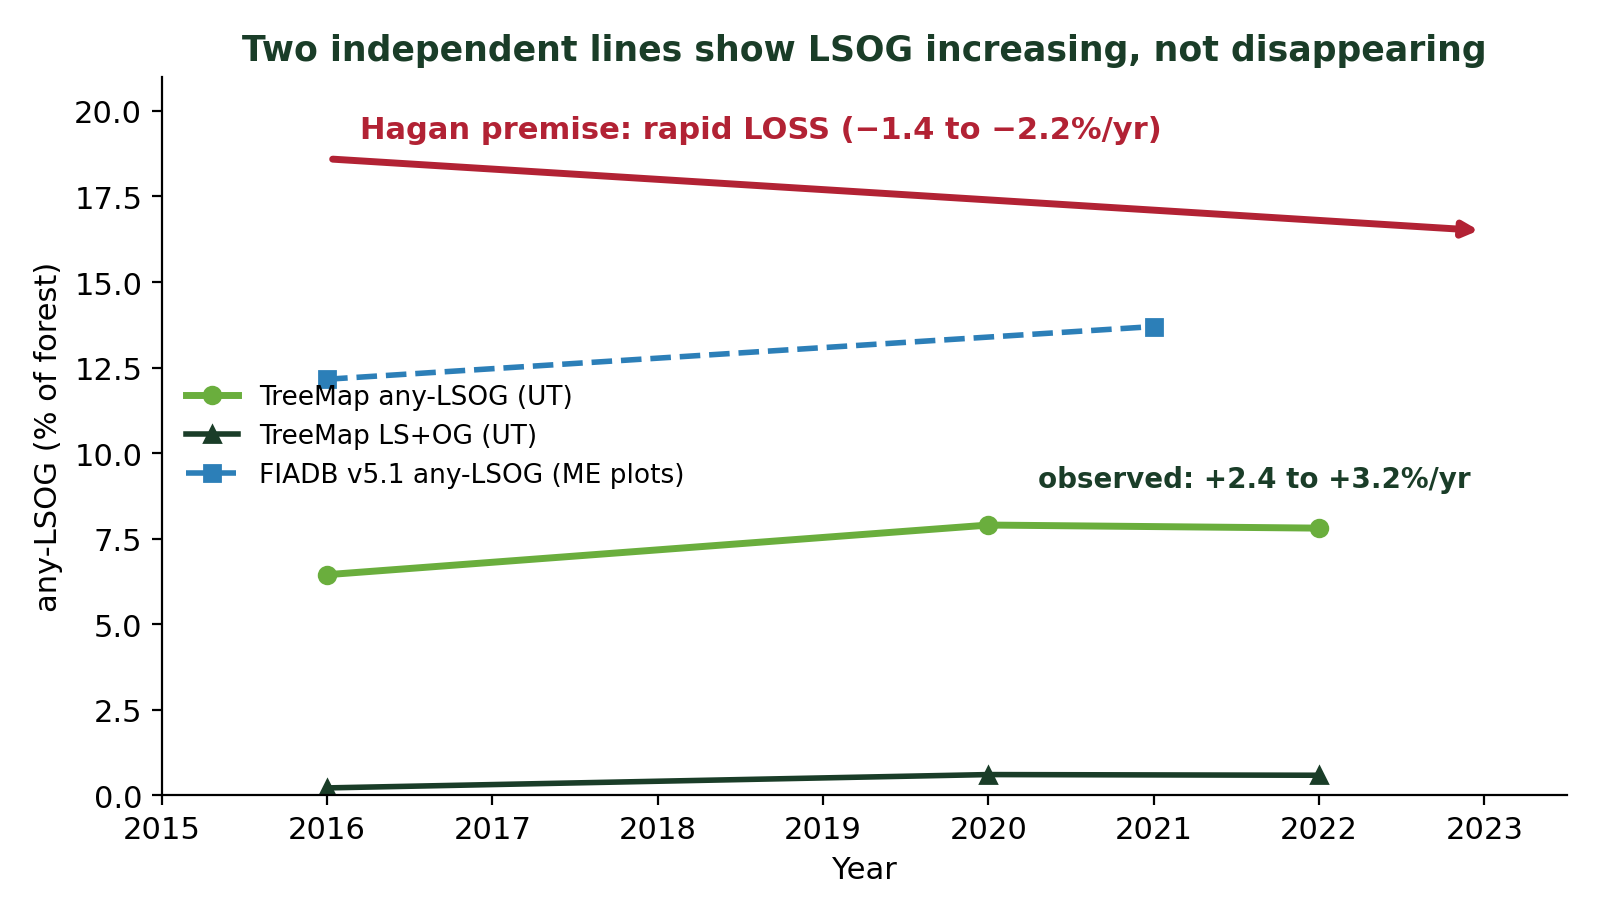 Two independent lines show LSOG increasing, not disappearing
20.0
Hagan premise: rapid LOSS (−1.4 to −2.2%/yr)
17.5
15.0
12.5
10.0
7.5
5.0
2.5
0.0
any-LSOG (% of forest)
TreeMap any-LSOG (UT)
TreeMap LS+OG (UT)
FIADB v5.1 any-LSOG (ME plots)
observed: +2.4 to +3.2%/yr
2015 2016 2017 2018 2019 2020 2021 2022 2023
Year